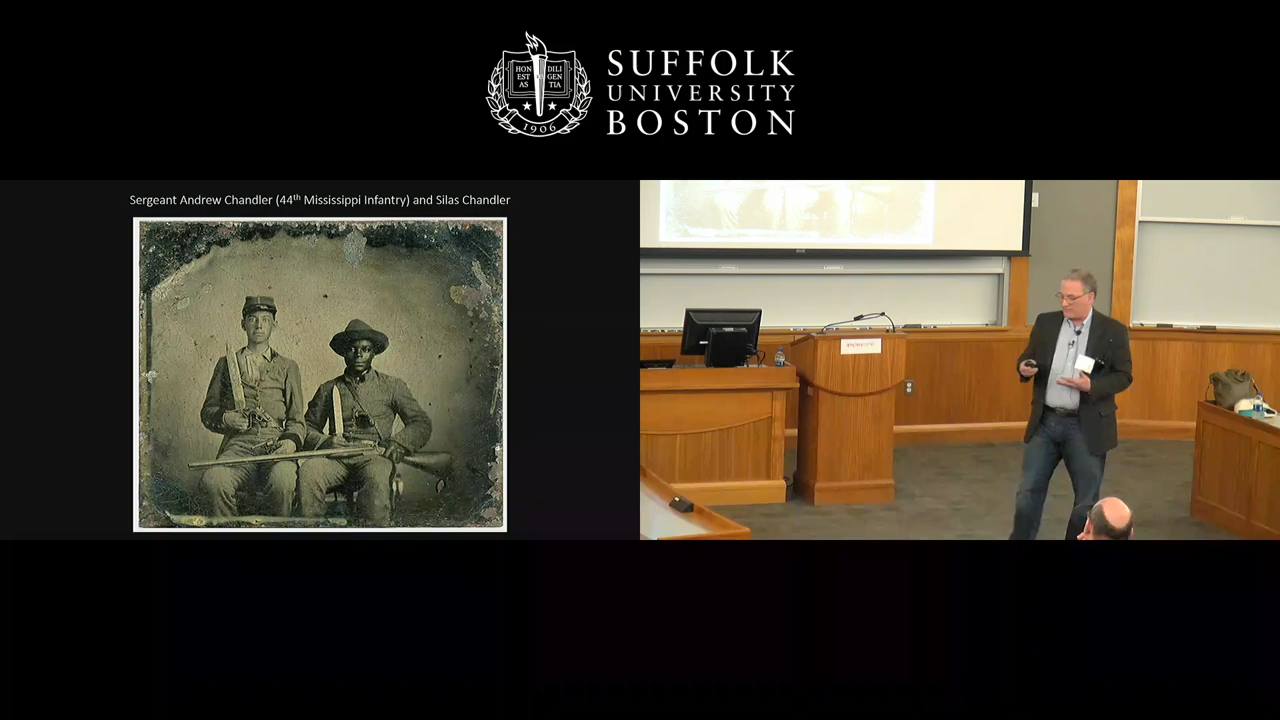 HON
EST
AS
DILI
GEN
TIA
1906
SUFFOLK
UNIVERSITY
BOSTON
Sergeant Andrew Chandler (44th Mississippi Infantry) and Silas Chandler